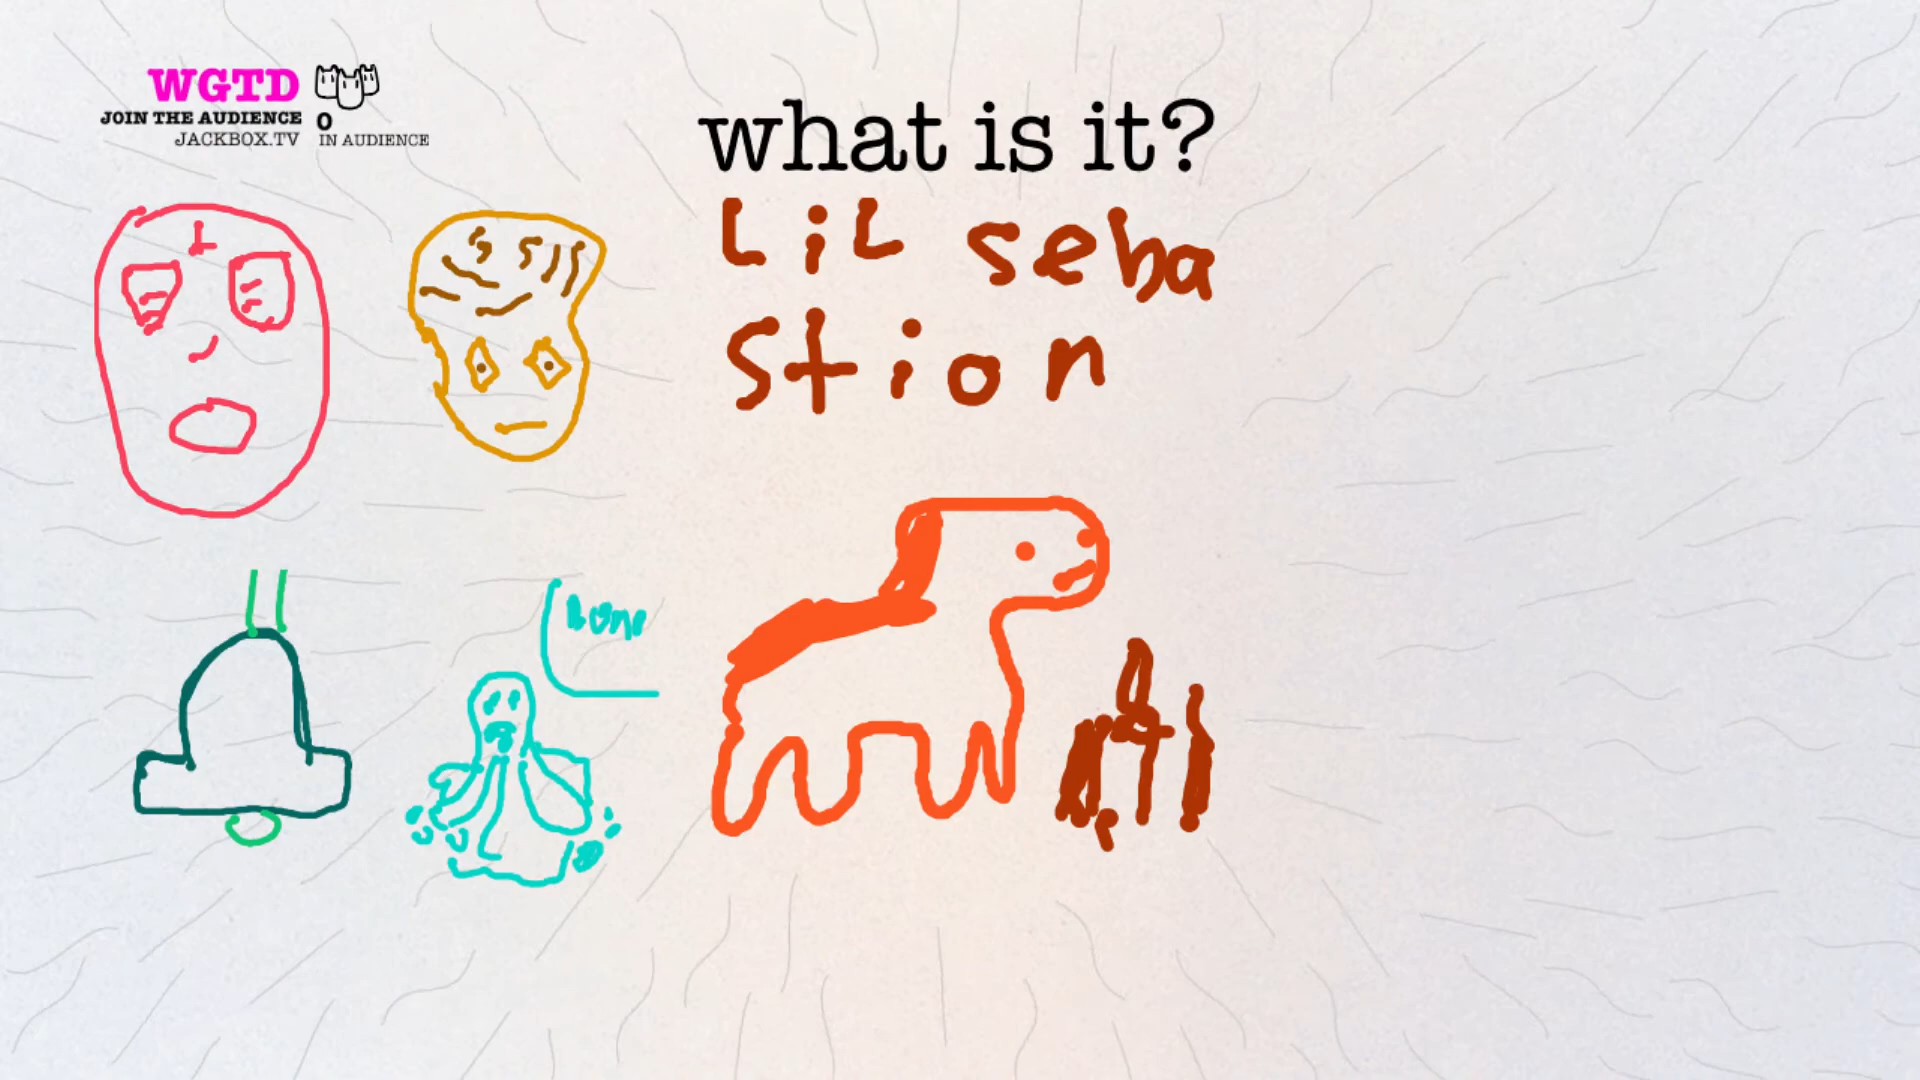 WGTD
JOIN THE AUDIENCE
JACKBOX.TV
0
IN AUDIENCE
what is it?
LiL seba
stion